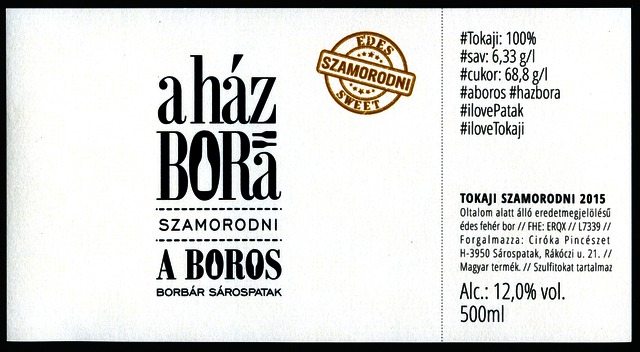 a ház
BORa
SZAMORODNI
A BOROS
BORBÁR SÁROSPATAK
ÉDES
SZAMORODNI
SWEET
#Tokaji: 100%
#sav: 6,33 g/l
#cukor: 68,8 g/l
#aboros #hazbora
#ilovePatak
#iloveTokaji
TOKAJI SZAMORODNI 2015
Oltalom alatt álló eredetmegjelölésű
édes fehér bor // FHE: ERQX // L7339 //
Forgalmazza: Ciróka Pincészet
H-3950 Sárospatak, Rákóczi u. 21. //
Magyar termék. // Szulfitokat tartalmaz
Alc.: 12,0% vol.
500ml